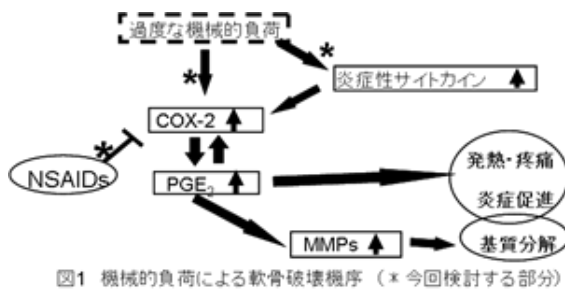 過度な機械的負荷
*
*
炎症性サイトカイン
COX-2
*
NSAIDs
発熱・疼痛
炎症促進
PGE₂
MMPs
基質分解
図1 機械的負荷による軟骨破壊機序 (*今回検討する部分)